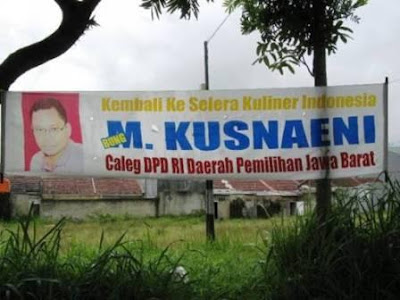 Kembali Ke Selera Kuliner Indonesia
BUNG M. KUSNAENI
Caleg DPD RI Daerah Pemilihan Jawa Barat